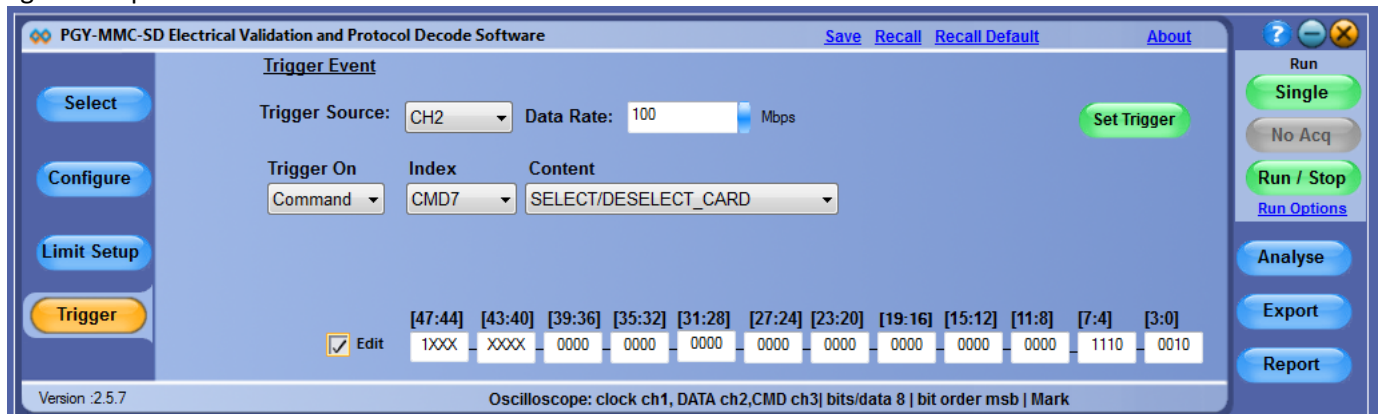 PGY-MMC-SD Electrical Validation and Protocol Decode Software Save Recall Recall Default About ?
Trigger Event
Run
Select
Trigger Source: CH2 Data Rate: 100 Mbps
Set Trigger
Single
No Acq
Configure
Trigger On Index Content
Command CMD7 SELECT/DESELECT_CARD
Run / Stop
Run Options
Limit Setup
Analyse
Trigger
[47:44] [43:40] [39:36] [35:32] [31:28] [27:24] [23:20] [19:16] [15:12] [11:8] [7:4] [3:0]
Edit 1XXX _ XXXX _ 0000 _ 0000 _ 0000 _ 0000 _ 0000 _ 0000 _ 0000 _ 0000 _ 1110 _ 0010
Export
Report
Version :2.5.7 Oscilloscope: clock ch1, DATA ch2,CMD ch3| bits/data 8 | bit order msb | Mark